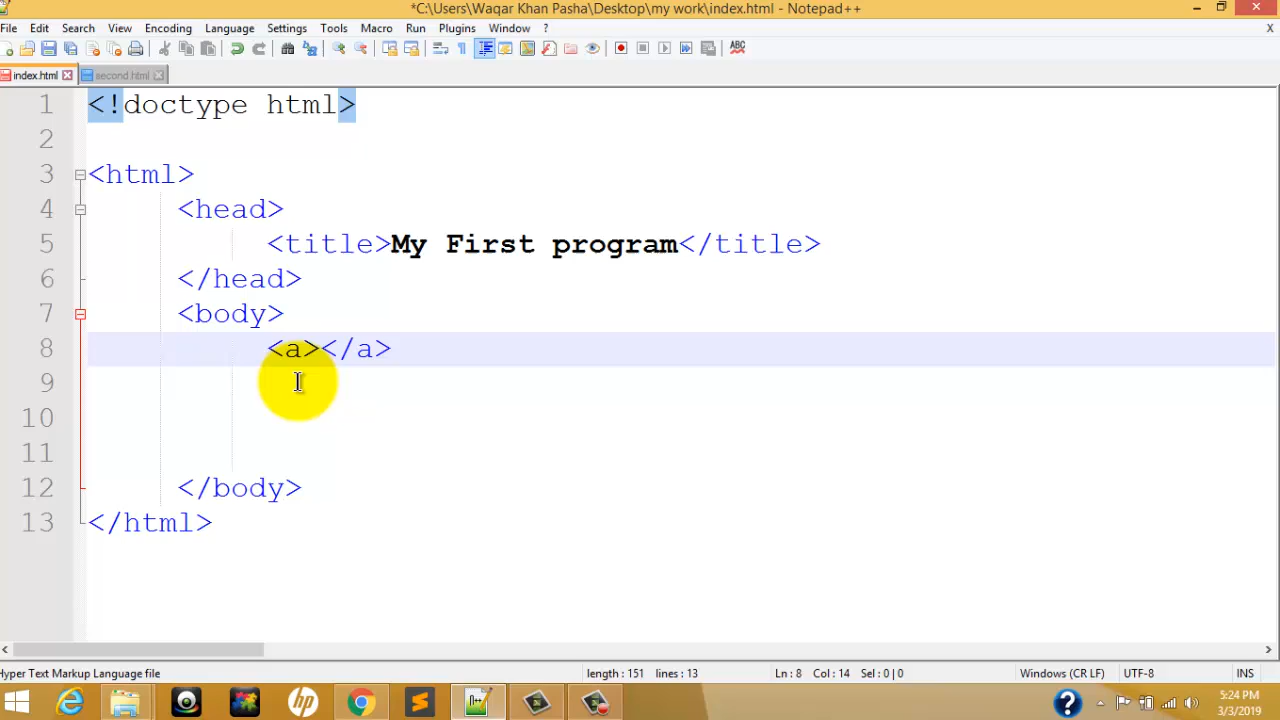 *C:\Users\Waqar Khan Pasha\Desktop\my work\index.html - Notepad++
File Edit Search View Encoding Language Settings Tools Macro Run Plugins Window ? X
index.html second.html
1 <!doctype html>
2
3 <html>
4 <head>
5 <title>My First program</title>
6 </head>
7 <body>
8 <a></a>
9
10
11
12 </body>
13 </html>
Hyper Text Markup Language file length : 151 lines : 13 Ln : 8 Col : 14 Sel : 0 | 0 Windows (CR LF) UTF-8 INS
5:24 PM
3/3/2019